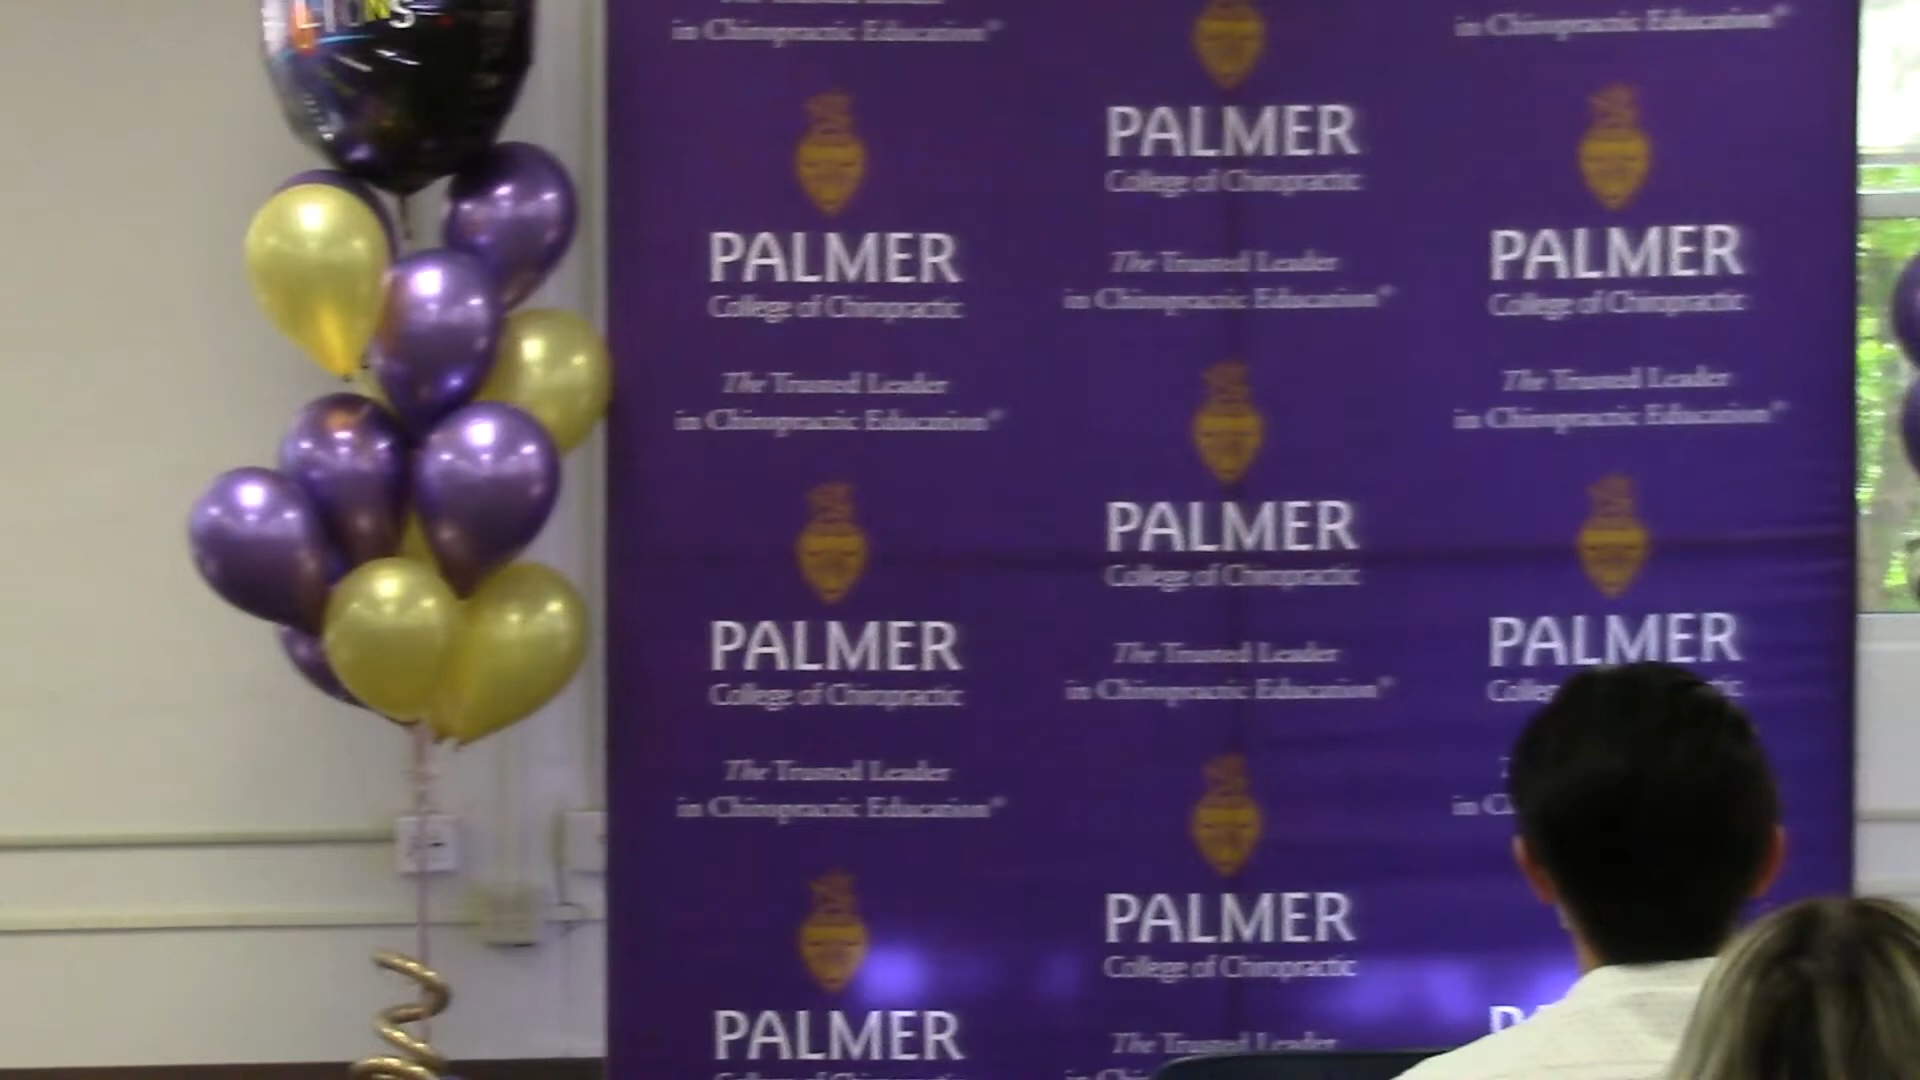 in Chiropractic Education®
PALMER
College of Chiropractic
The Trusted Leader
in Chiropractic Education®
PALMER
College of Chiropractic
The Trusted Leader
in Chiropractic Education®
PALMER
PALMER
College of Chiropractic
The Trusted Leader
in Chiropractic Education®
PALMER
College of Chiropractic
The Trusted Leader
in Chiropractic Education®
PALMER
College of Chiropractic
The Trusted Leader
in Chiropractic Education®
PALMER
College of Chiropractic
The Trusted Leader
in Chiropractic Education®
PALMER
in